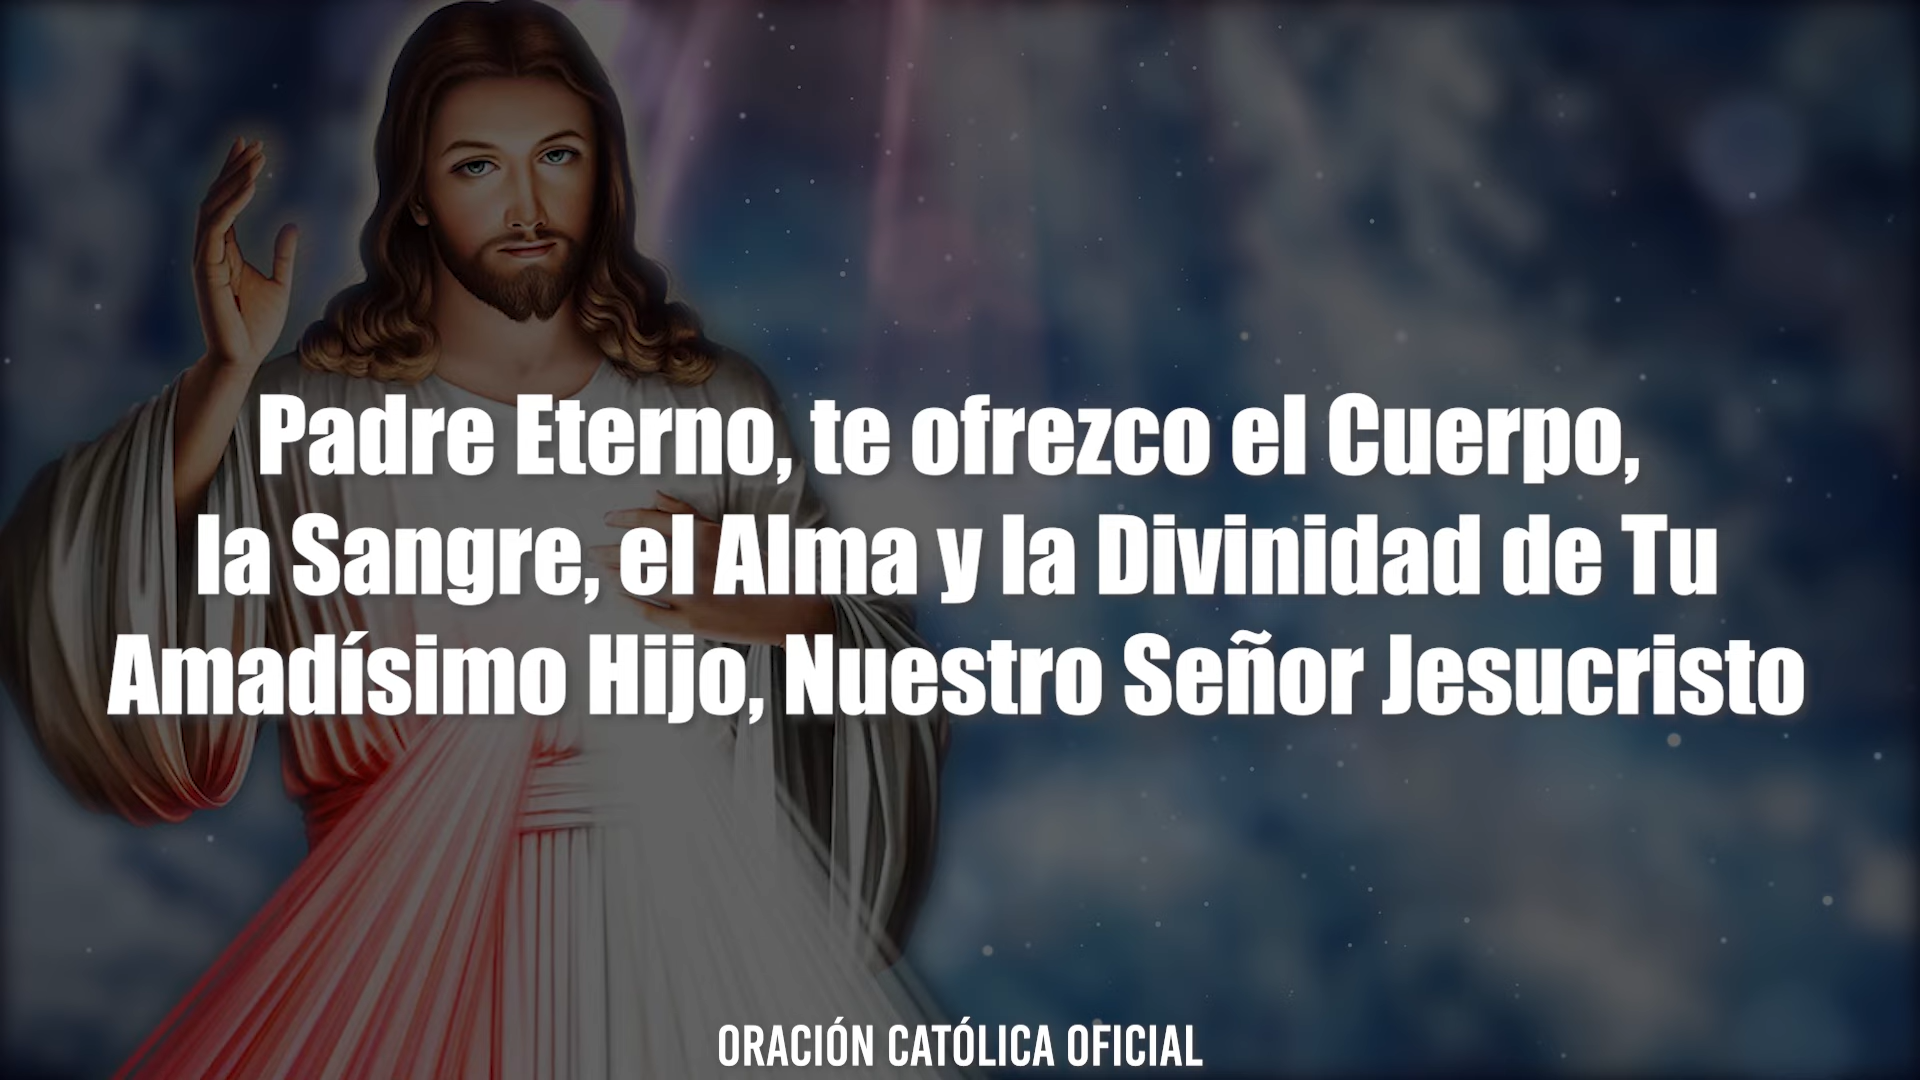 Padre Eterno, te ofrezco el Cuerpo,
la Sangre, el Alma y la Divinidad de Tu
Amadísimo Hijo, Nuestro Señor Jesucristo
ORACIÓN CATÓLICA OFICIAL